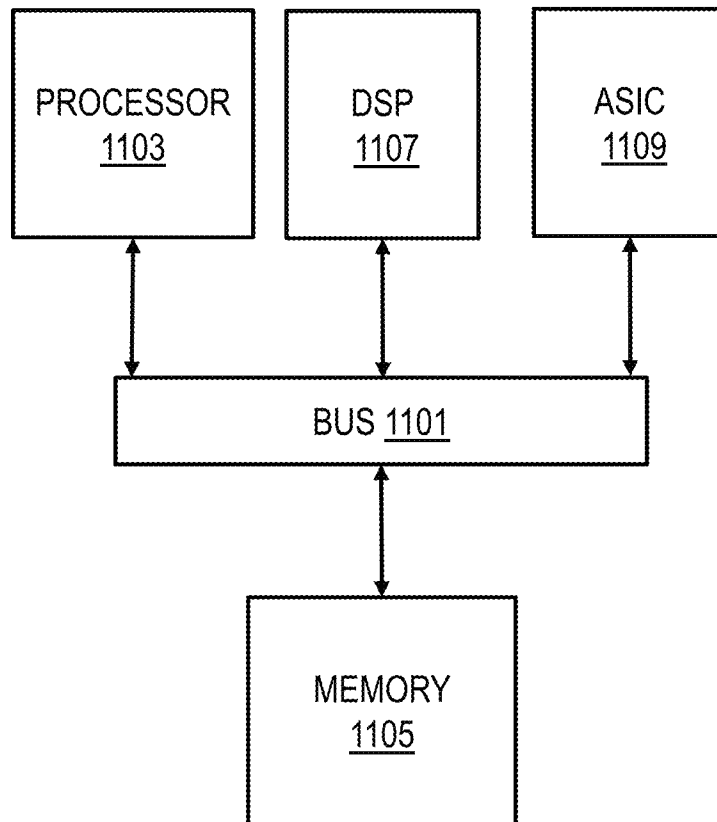 PROCESSOR
1103
DSP
1107
ASIC
1109
BUS 1101
MEMORY
1105